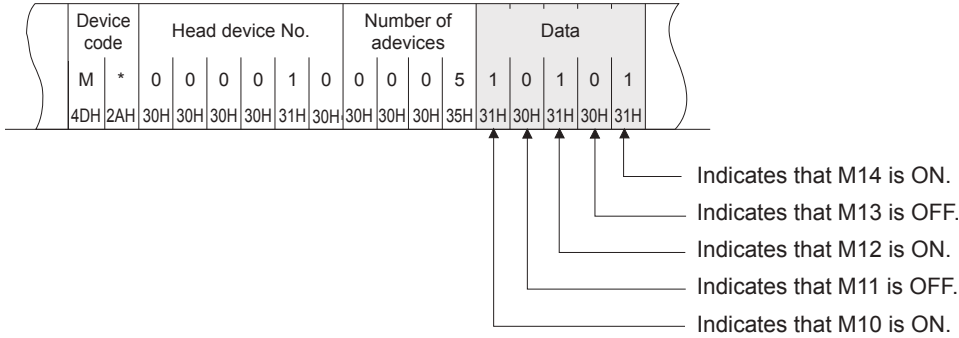 Device code
Head device No.
Number of adevices
Data
M * 0 0 0 0 1 0 0 0 0 5 1 0 1 0 1
4DH 2AH 30H 30H 30H 30H 31H 30H 30H 30H 30H 35H 31H 30H 31H 30H 31H
Indicates that M14 is ON.
Indicates that M13 is OFF.
Indicates that M12 is ON.
Indicates that M11 is OFF.
Indicates that M10 is ON.